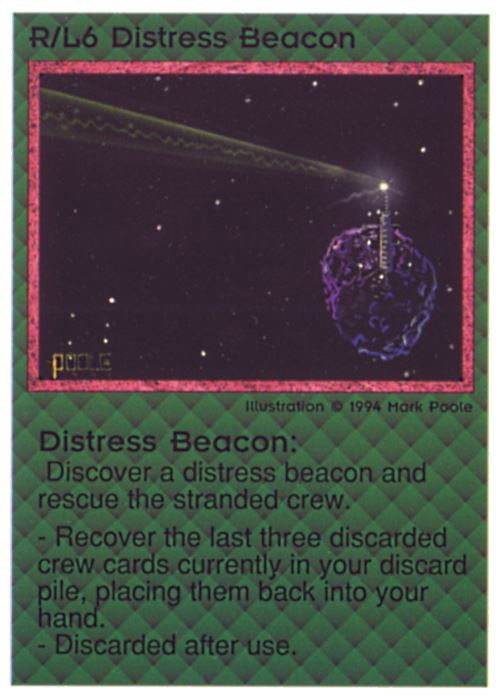 R/L6 Distress Beacon
POOLE
Illustration © 1994 Mark Poole
Distress Beacon:
Discover a distress beacon and
rescue the stranded crew.
- Recover the last three discarded
crew cards currently in your discard
pile, placing them back into your
hand.
- Discarded after use.